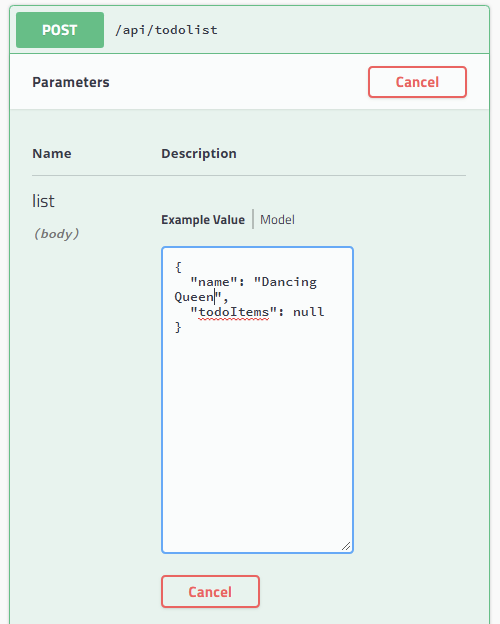 POST /api/todolist
Parameters Cancel
Name Description
list
(body)
Example Value Model
{
"name": "Dancing
Queen",
"todoItems": null
}
Cancel